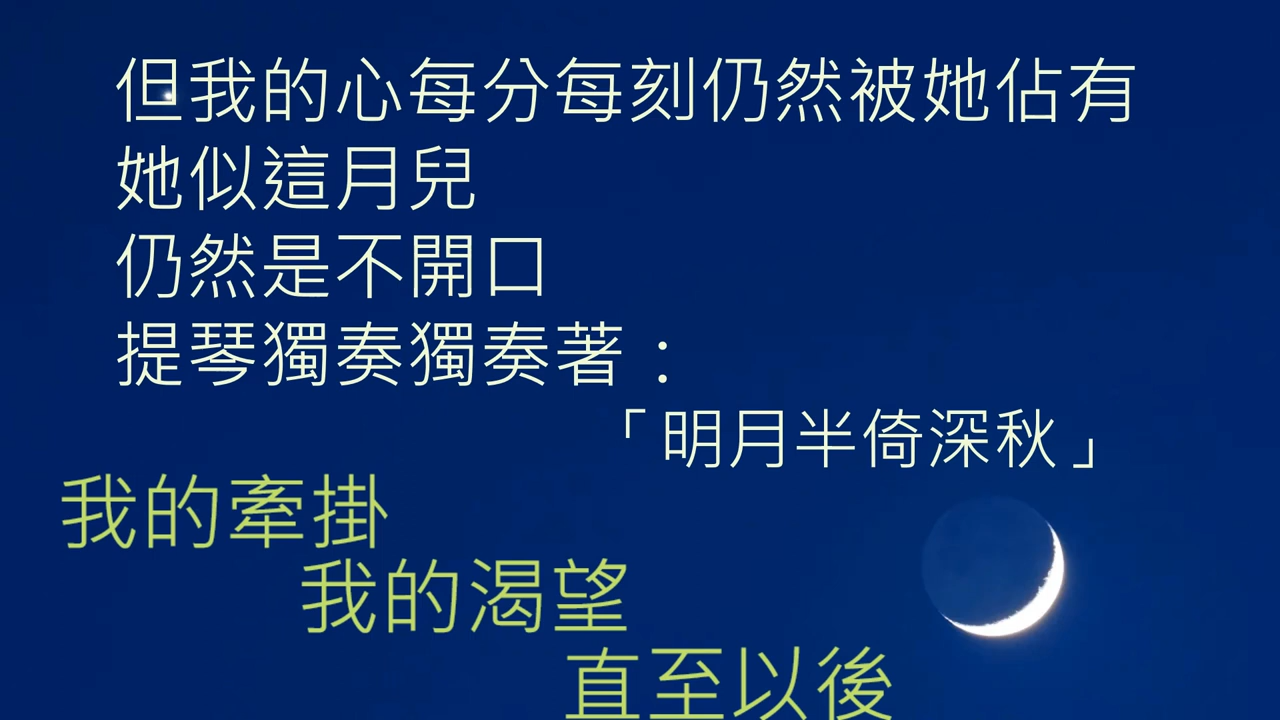 但我的心每分每刻仍然被她佔有
她似這月兒
仍然是不開口
提琴獨奏獨奏著：
「明月半倚深秋」
我的牽掛
我的渴望
直至以後